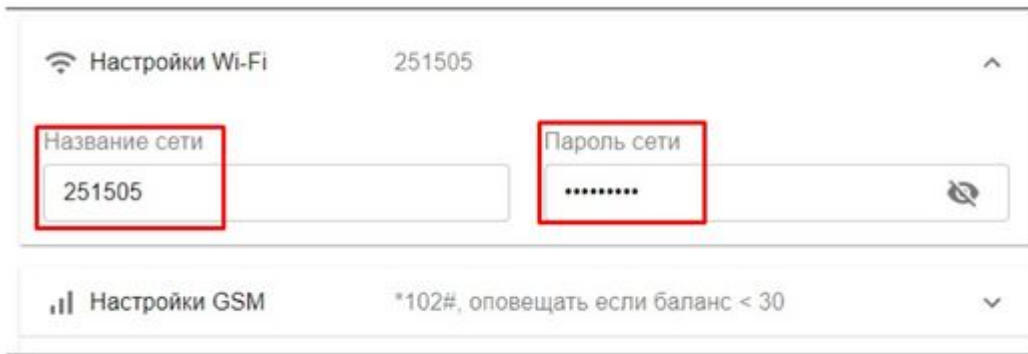 Настройки Wi-Fi 251505
Название сети Пароль сети
251505 •••••••••
Настройки GSM *102#, оповещать если баланс < 30